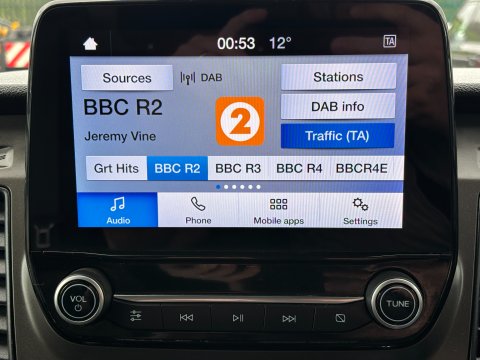 00:53 12° TA
Sources DAB Stations
BBC R2 2 DAB info
Jeremy Vine Traffic (TA)
Grt Hits BBC R2 BBC R3 BBC R4 BBCR4E
Audio Phone Mobile apps Settings
VOL TUNE